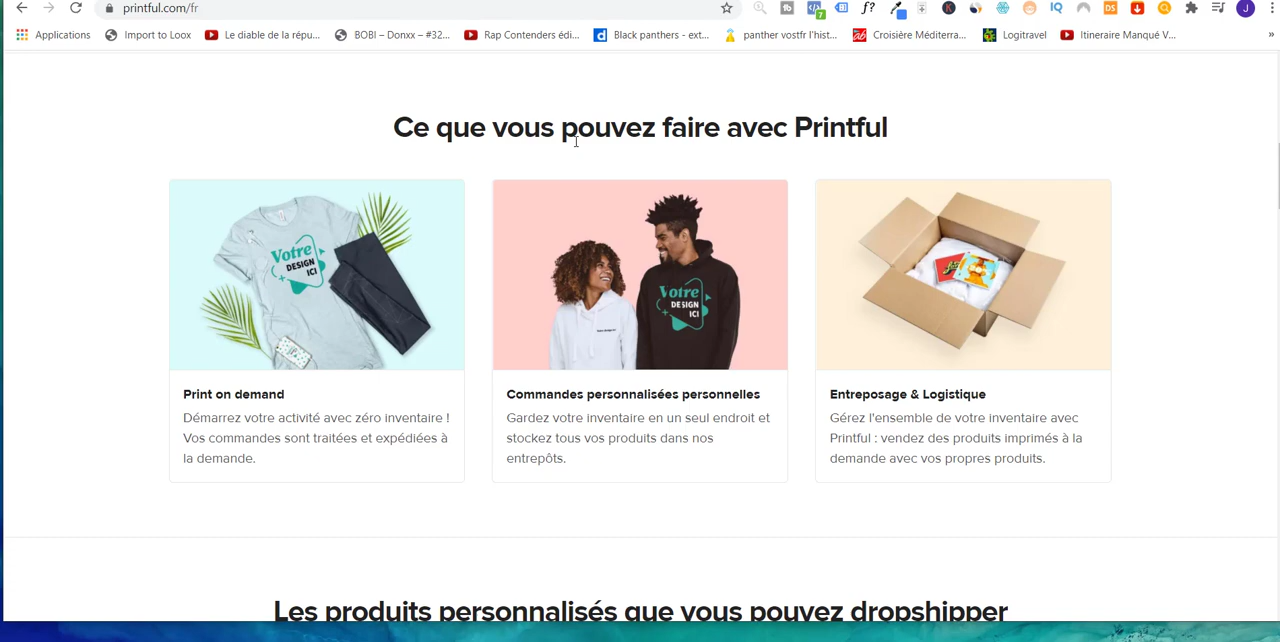 printful.com/fr
Applications Import to Loox Le diable de la répu... BOBI – Donxx – #32... Rap Contenders édi... Black panthers - ext... panther vostfr l'hist... Croisière Méditerra... Logitravel Itineraire Manqué V... »
Ce que vous pouvez faire avec Printful
Votre
DESIGN
ICI
Votre
DESIGN
ICI
Print on demand
Démarrez votre activité avec zéro inventaire !
Vos commandes sont traitées et expédiées à
la demande.
Commandes personnalisées personnelles
Gardez votre inventaire en un seul endroit et
stockez tous vos produits dans nos
entrepôts.
Entreposage & Logistique
Gérez l'ensemble de votre inventaire avec
Printful : vendez des produits imprimés à la
demande avec vos propres produits.
Les produits personnalisés que vous pouvez dropshipper